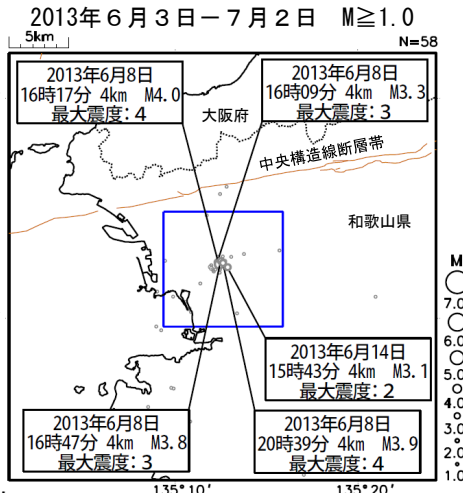 2013年6月3日－7月2日 M≧1.0
5km
N=58
2013年6月8日
16時17分 4km M4.0
最大震度：4
2013年6月8日
16時09分 4km M3.3
最大震度：3
大阪府
中央構造線断層帯
和歌山県
M
7.0
6.0
5.0
4.0
3.0
2.0
1.0
2013年6月14日
15時43分 4km M3.1
最大震度：2
2013年6月8日
16時47分 4km M3.8
最大震度：3
2013年6月8日
20時39分 4km M3.9
最大震度：4
135°10'
135°20'